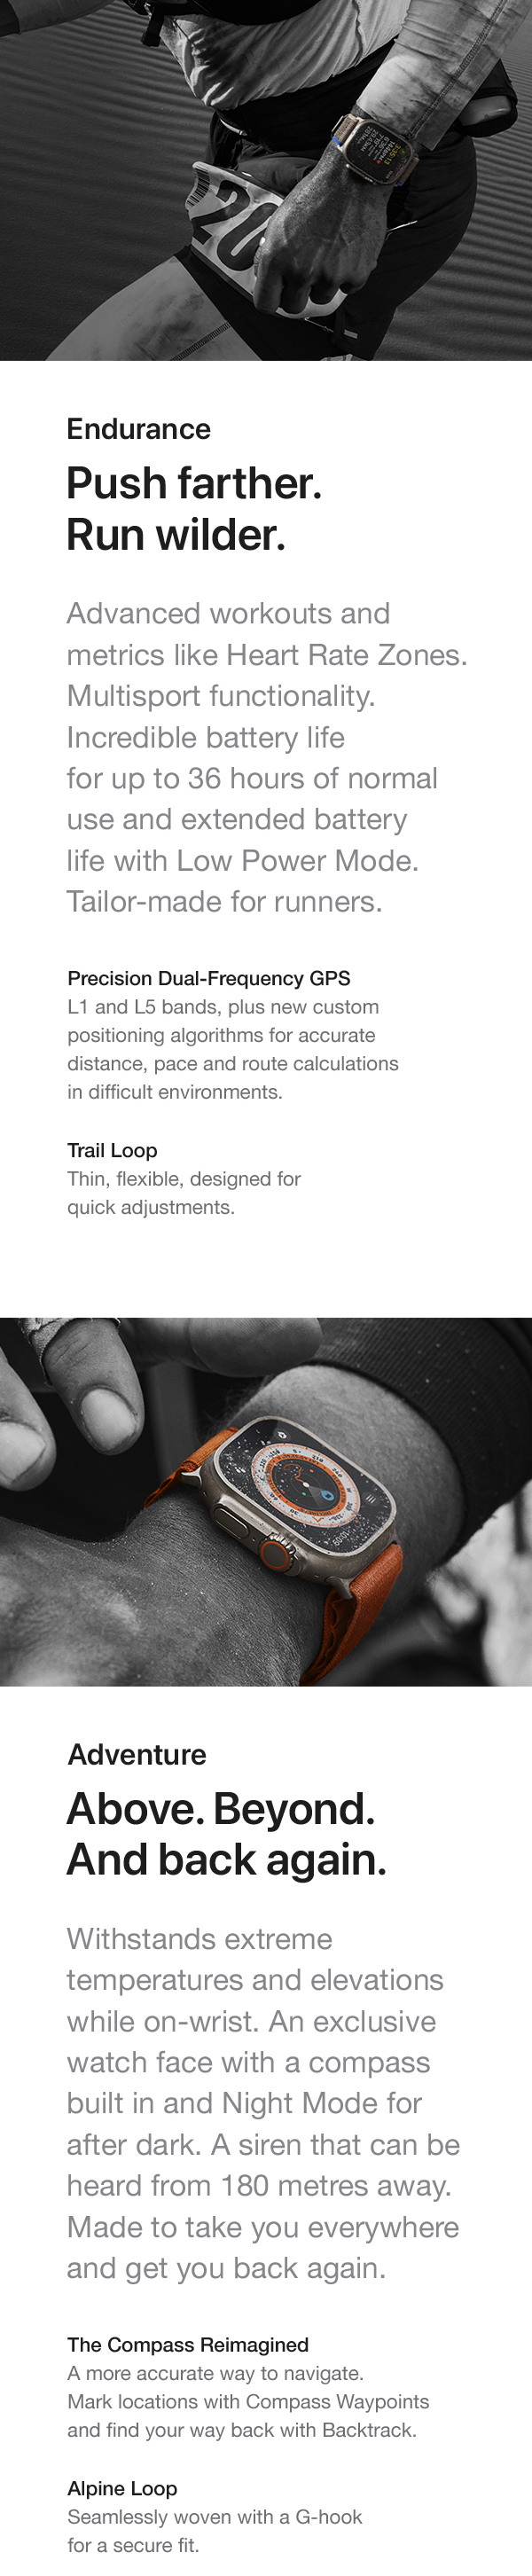 20
Endurance
Push farther.
Run wilder.
Advanced workouts and
metrics like Heart Rate Zones.
Multisport functionality.
Incredible battery life
for up to 36 hours of normal
use and extended battery
life with Low Power Mode.
Tailor-made for runners.
Precision Dual-Frequency GPS
L1 and L5 bands, plus new custom
positioning algorithms for accurate
distance, pace and route calculations
in difficult environments.
Trail Loop
Thin, flexible, designed for
quick adjustments.
Adventure
Above. Beyond.
And back again.
Withstands extreme
temperatures and elevations
while on-wrist. An exclusive
watch face with a compass
built in and Night Mode for
after dark. A siren that can be
heard from 180 metres away.
Made to take you everywhere
and get you back again.
The Compass Reimagined
A more accurate way to navigate.
Mark locations with Compass Waypoints
and find your way back with Backtrack.
Alpine Loop
Seamlessly woven with a G-hook
for a secure fit.